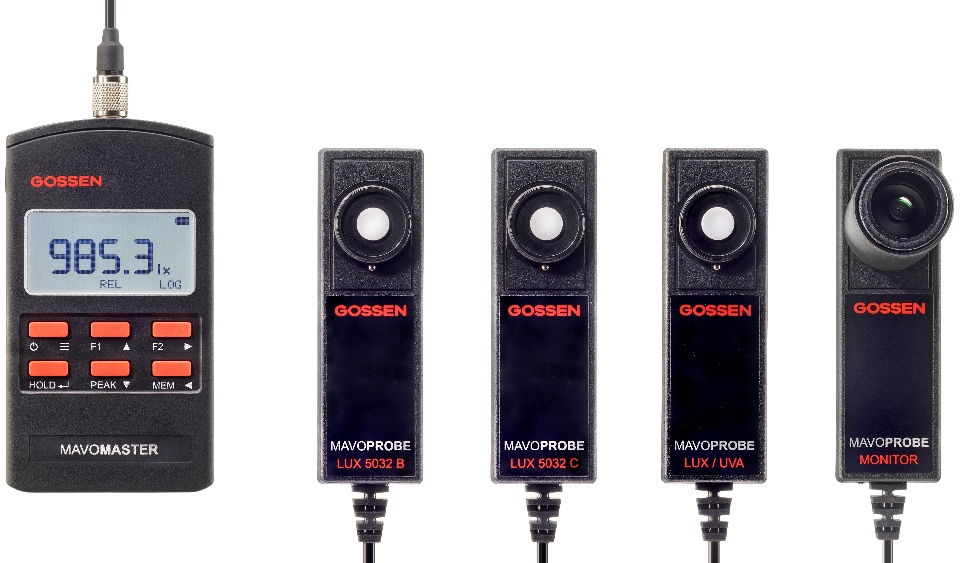 GOSSEN
985.3 lx
REL LOG
F1 F2
HOLD PEAK MEM
MAVOMASTER
GOSSEN
MAVOPROBE
LUX 5032 B
GOSSEN
MAVOPROBE
LUX 5032 C
GOSSEN
MAVOPROBE
LUX / UVA
GOSSEN
MAVOPROBE
MONITOR